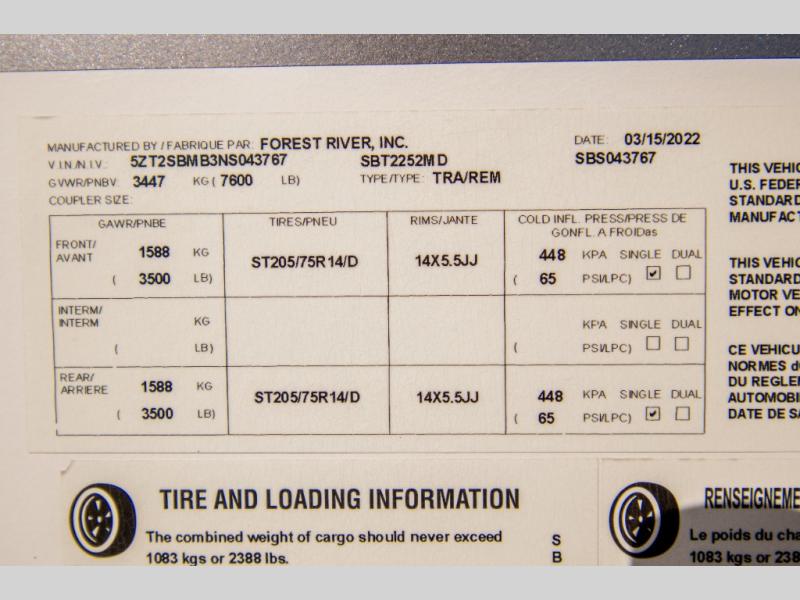 MANUFACTURED BY / FABRIQUE PAR: FOREST RIVER, INC. DATE: 03/15/2022
V.I.N./N.I.V.: 5ZT2SBMB3NS043767 SBT2252MD SBS043767
GVWR/PNBV: 3447 KG ( 7600 LB) TYPE/TYPE: TRA/REM
COUPLER SIZE:
GAWR/PNBE TIRES/PNEU RIMS/JANTE COLD INFL. PRESS/PRESS DE
GONFL. A FROIDas
FRONT/
AVANT 1588 KG ST205/75R14/D 14X5.5JJ 448 KPA SINGLE DUAL
( 3500 LB) ( 65 PSI/LPC)
INTERM/
INTERM KG KPA SINGLE DUAL
( LB) ( PSI/LPC)
REAR/
ARRIERE 1588 KG ST205/75R14/D 14X5.5JJ 448 KPA SINGLE DUAL
( 3500 LB) ( 65 PSI/LPC)
THIS VEHIC
U.S. FEDER
STANDARD
MANUFACT
THIS VEHIC
STANDARD
MOTOR VE
EFFECT ON
CE VEHICU
NORMES d
DU REGLE
AUTOMOBI
DATE DE SA
TIRE AND LOADING INFORMATION
The combined weight of cargo should never exceed
1083 kgs or 2388 lbs.
S
B
RENSEIGNEME
Le poids du cha
1083 kgs or 238